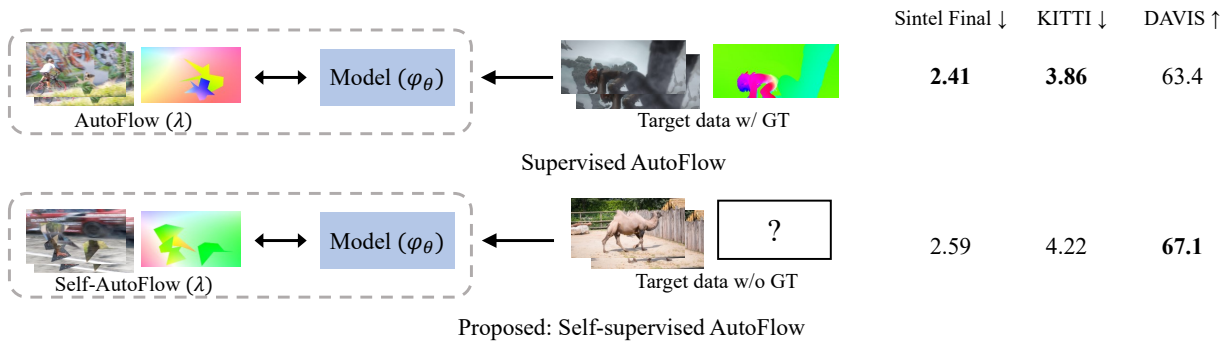 Sintel Final ↓ KITTI ↓ DAVIS ↑
Model (φθ) 2.41 3.86 63.4
AutoFlow (λ) Target data w/ GT
Supervised AutoFlow
Model (φθ) ? 2.59 4.22 67.1
Self-AutoFlow (λ) Target data w/o GT
Proposed: Self-supervised AutoFlow